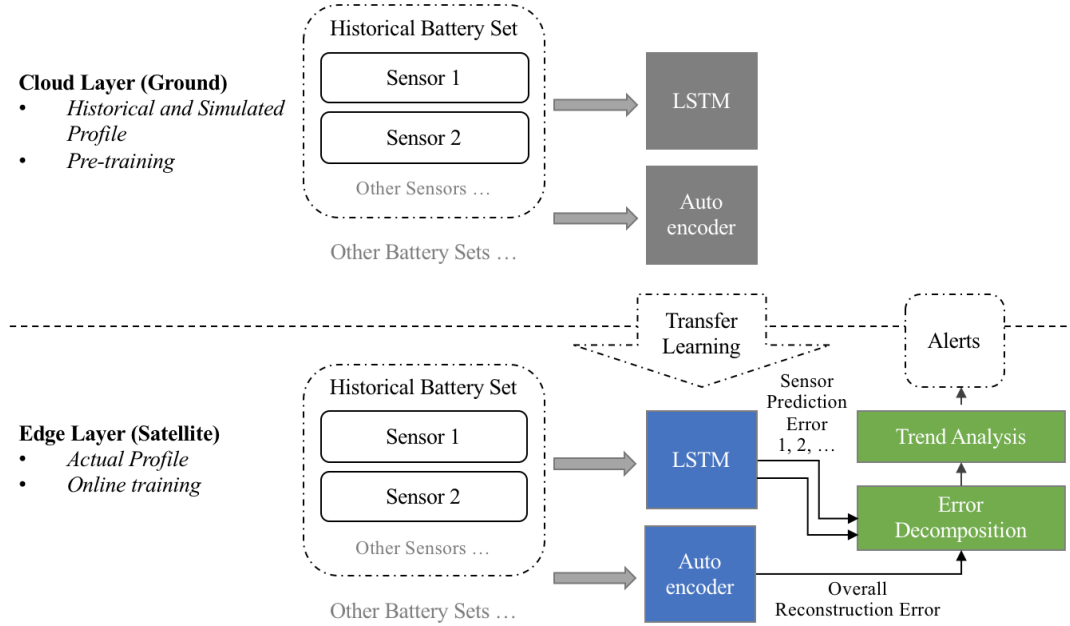 Historical Battery Set
Sensor 1
Sensor 2
Other Sensors …
Other Battery Sets …
Cloud Layer (Ground)
• Historical and Simulated
Profile
• Pre-training
LSTM
Auto
encoder
Transfer
Learning
Alerts
Historical Battery Set
Sensor 1
Sensor 2
Other Sensors …
Other Battery Sets …
Edge Layer (Satellite)
• Actual Profile
• Online training
LSTM
Auto
encoder
Sensor
Prediction
Error
1, 2, …
Trend Analysis
Error
Decomposition
Overall
Reconstruction Error